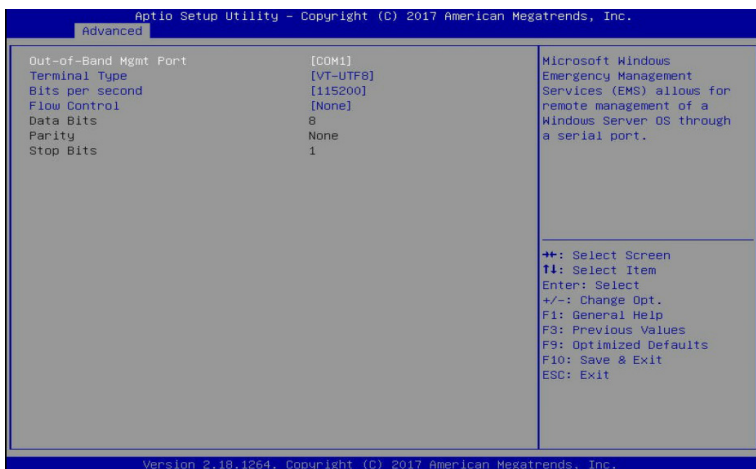 Aptio Setup Utility – Copyright (C) 2017 American Megatrends, Inc.
Advanced
Out-of-Band Mgmt Port [COM1]
Terminal Type [VT-UTF8]
Bits per second [115200]
Flow Control [None]
Data Bits 8
Parity None
Stop Bits 1
Microsoft Windows
Emergency Management
Services (EMS) allows for
remote management of a
Windows Server OS through
a serial port.
→←: Select Screen
↑↓: Select Item
Enter: Select
+/-: Change Opt.
F1: General Help
F3: Previous Values
F9: Optimized Defaults
F10: Save & Exit
ESC: Exit
Version 2.18.1264. Copyright (C) 2017 American Megatrends, Inc.